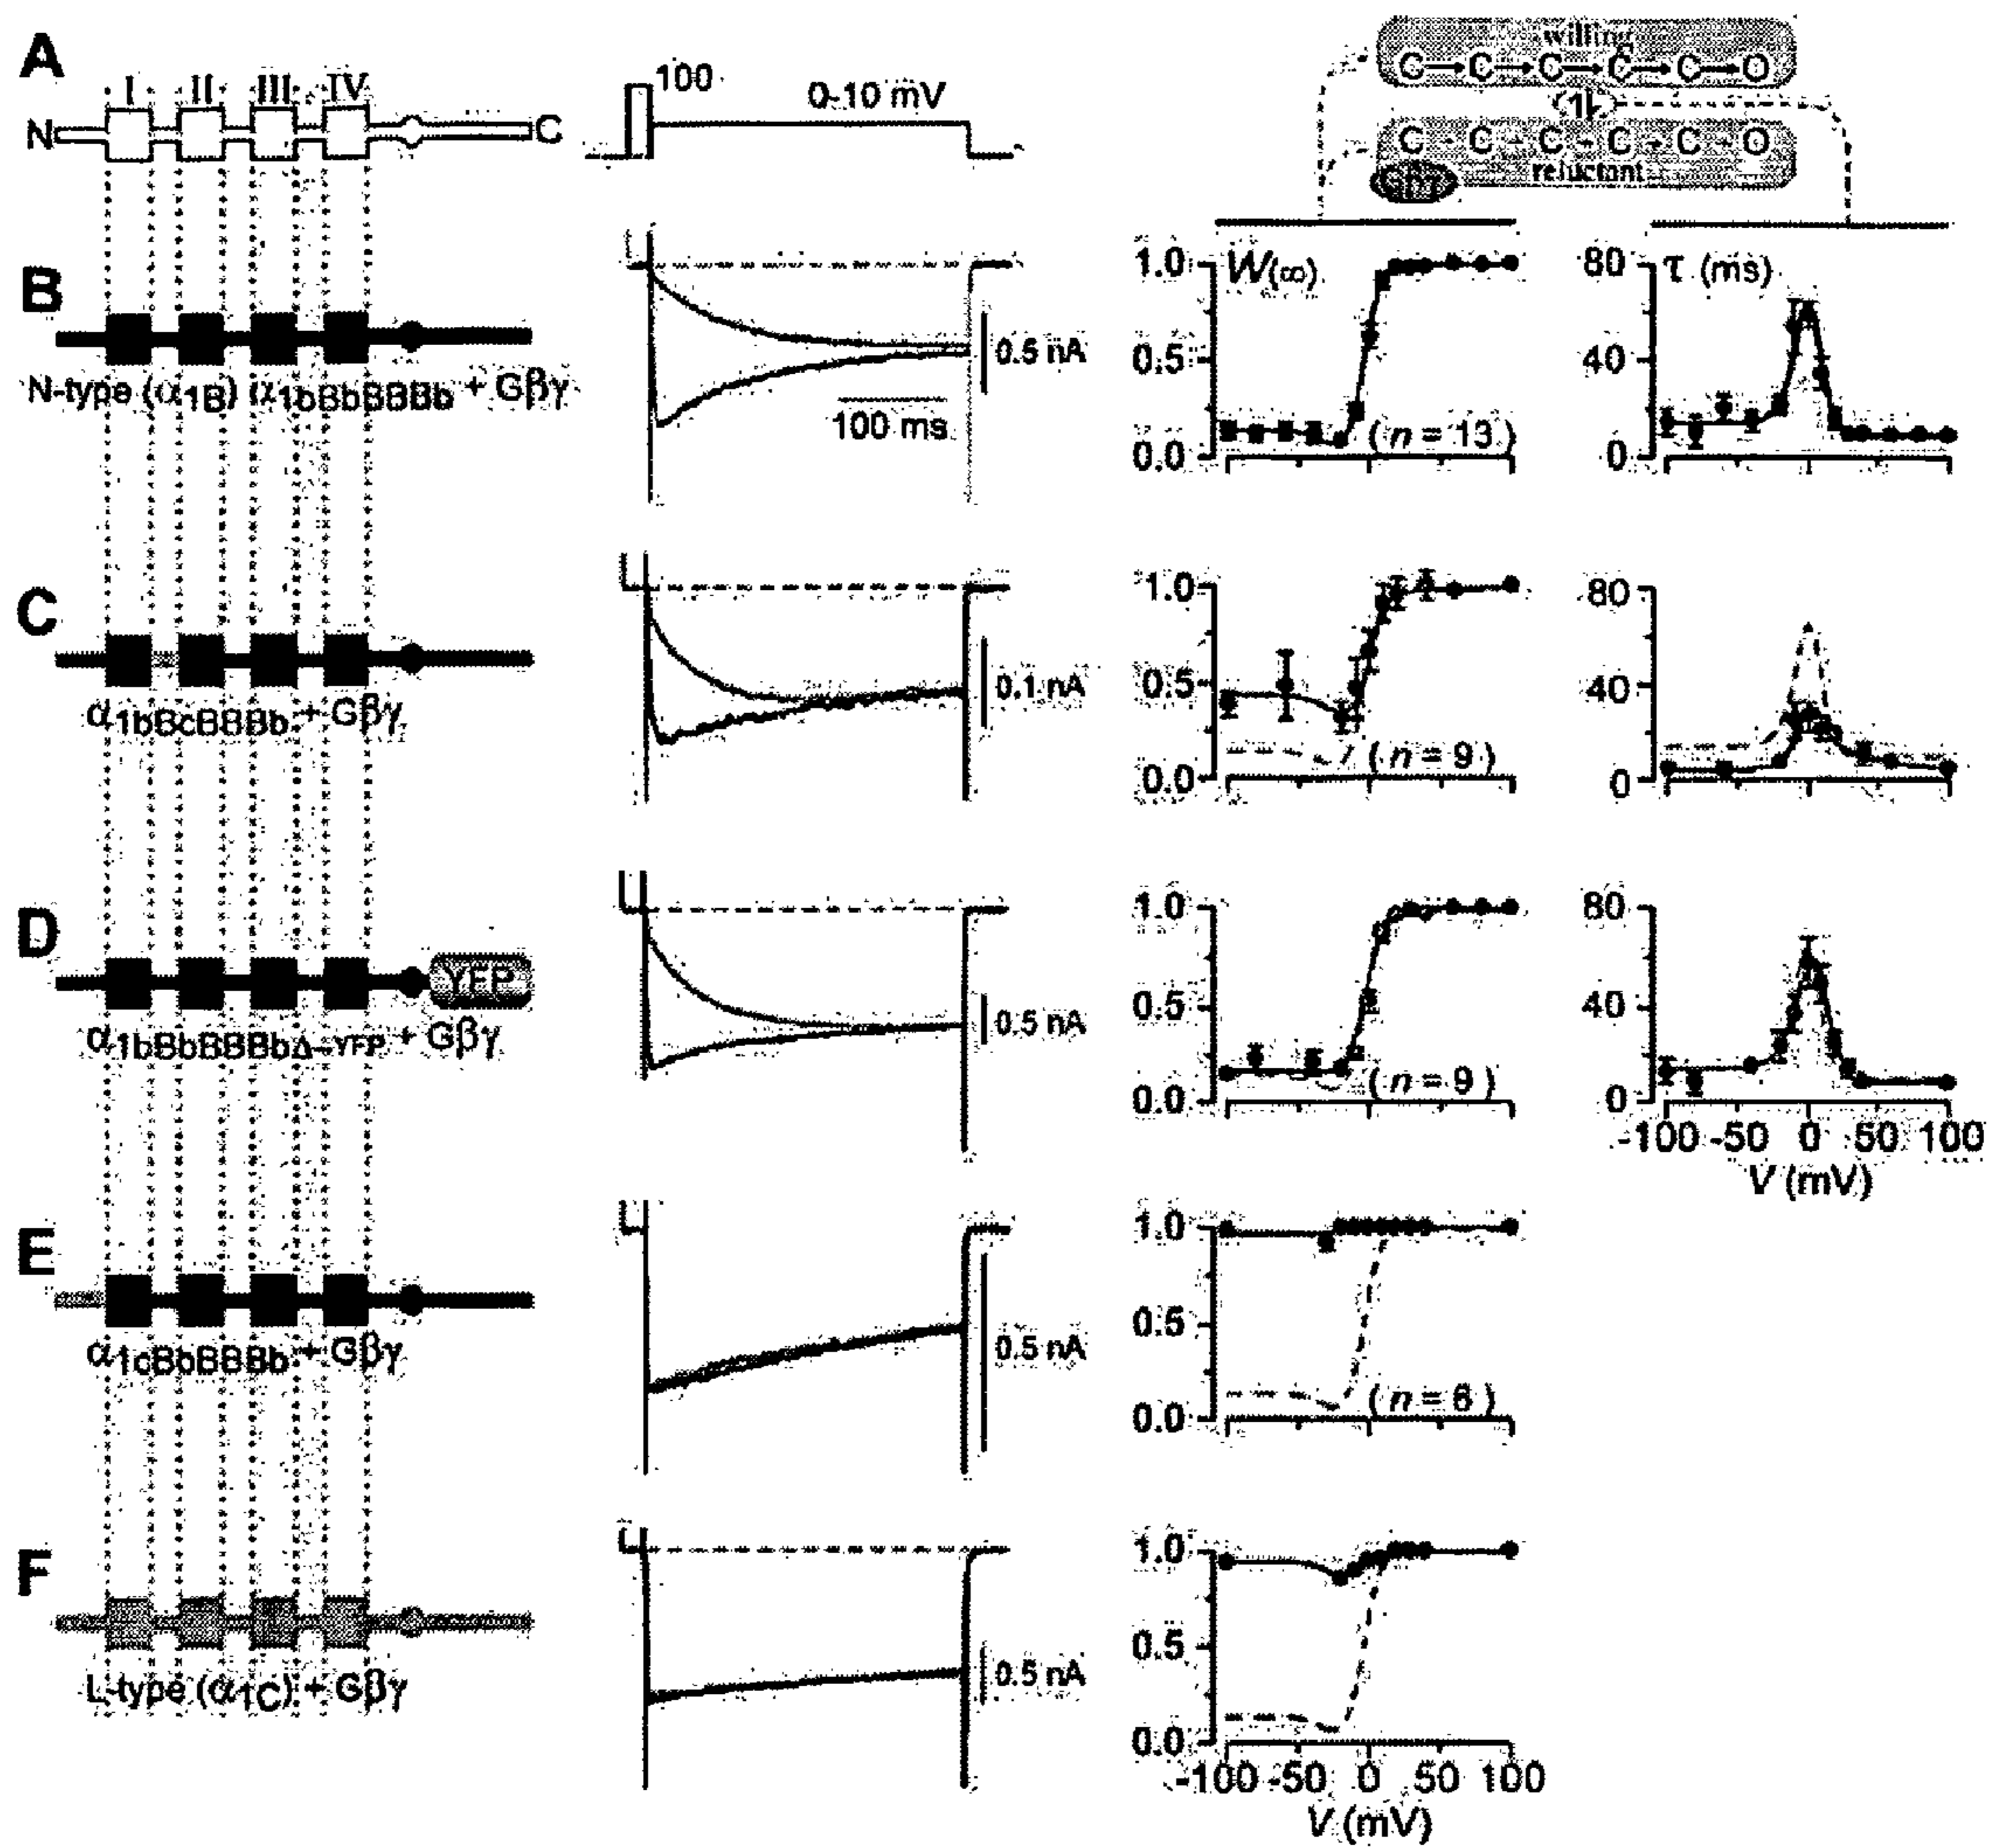 A
I II III IV
N C
100
0-10 mV
willing
C C C C C O
C C C C C O
reluctant
Gβγ
B
N-type (α1B) (α1bBbBBBb + Gβγ
0.5 nA
100 ms
1.0 W(∞)
0.5
0.0
( n = 13 )
80 τ (ms)
40
0
C
α1bBcBBBb + Gβγ
0.1 nA
1.0
0.5
0.0
( n = 9 )
80
40
0
D
YFP
α1bBbBBBbΔ-YFP + Gβγ
0.5 nA
1.0
0.5
0.0
( n = 9 )
80
40
0
-100 -50 0 50 100
V (mV)
E
α1cBbBBBb + Gβγ
0.5 nA
1.0
0.5
0.0
( n = 6 )
F
L-type (α1C) + Gβγ
0.5 nA
1.0
0.5
0.0
-100 -50 0 50 100
V (mV)